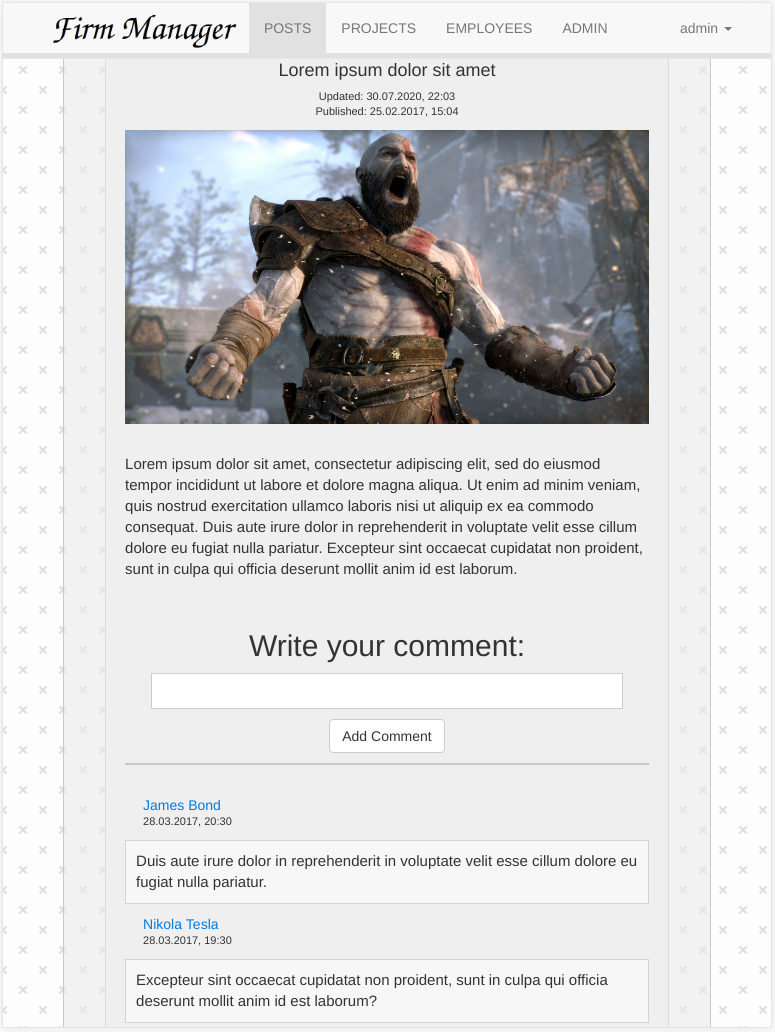 Firm Manager POSTS PROJECTS EMPLOYEES ADMIN admin
Lorem ipsum dolor sit amet
Updated: 30.07.2020, 22:03
Published: 25.02.2017, 15:04
Lorem ipsum dolor sit amet, consectetur adipiscing elit, sed do eiusmod
tempor incididunt ut labore et dolore magna aliqua. Ut enim ad minim veniam,
quis nostrud exercitation ullamco laboris nisi ut aliquip ex ea commodo
consequat. Duis aute irure dolor in reprehenderit in voluptate velit esse cillum
dolore eu fugiat nulla pariatur. Excepteur sint occaecat cupidatat non proident,
sunt in culpa qui officia deserunt mollit anim id est laborum.
Write your comment:
Add Comment
James Bond
28.03.2017, 20:30
Duis aute irure dolor in reprehenderit in voluptate velit esse cillum dolore eu
fugiat nulla pariatur.
Nikola Tesla
28.03.2017, 19:30
Excepteur sint occaecat cupidatat non proident, sunt in culpa qui officia
deserunt mollit anim id est laborum?